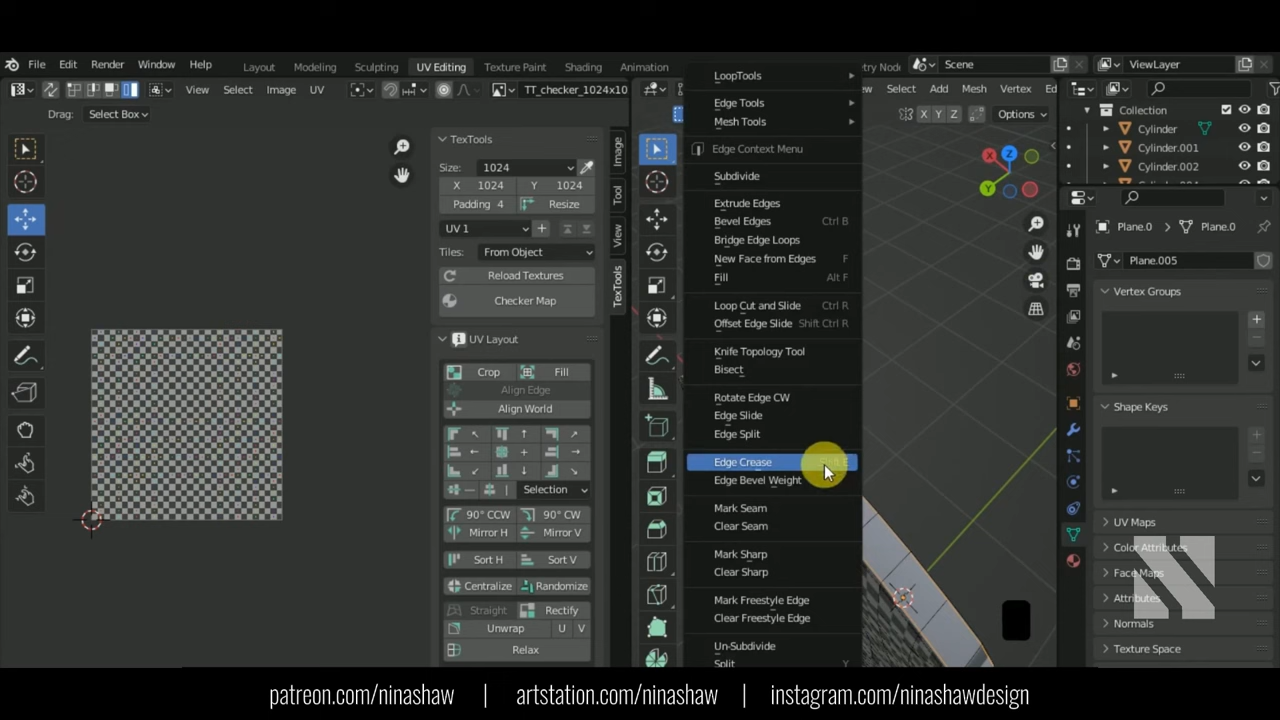 File Edit Render Window Help Layout Modeling Sculpting UV Editing Texture Paint Shading Animation Scene ViewLayer
View Select Image UV TT_checker_1024x10
Drag: Select Box
TexTools
Size: 1024
X 1024 Y 1024
Padding 4 Resize
UV 1
Tiles: From Object
Reload Textures
Checker Map
UV Layout
Crop Fill
Align Edge
Align World
Selection
90° CCW 90° CW
Mirror H Mirror V
Sort H Sort V
Centralize Randomize
Straight Rectify
Unwrap U V
Relax
Image
Tool
View
TexTools
LoopTools
Edge Tools
Mesh Tools
Edge Context Menu
Subdivide
Extrude Edges
Bevel Edges Ctrl B
Bridge Edge Loops
New Face from Edges F
Fill Alt F
Loop Cut and Slide Ctrl R
Offset Edge Slide Shift Ctrl R
Knife Topology Tool
Bisect
Rotate Edge CW
Edge Slide
Edge Split
Edge Crease
Edge Bevel Weight
Mark Seam
Clear Seam
Mark Sharp
Clear Sharp
Mark Freestyle Edge
Clear Freestyle Edge
Un-Subdivide
Split Y
Select Add Mesh Vertex Ed
X Y Z Options
X Z Y
Collection
Cylinder
Cylinder.001
Cylinder.002
Plane.0 Plane.0
Plane.005
Vertex Groups
Shape Keys
UV Maps
Color Attributes
Face Maps
Attributes
Normals
Texture Space
patreon.com/ninashaw | artstation.com/ninashaw | instagram.com/ninashawdesign